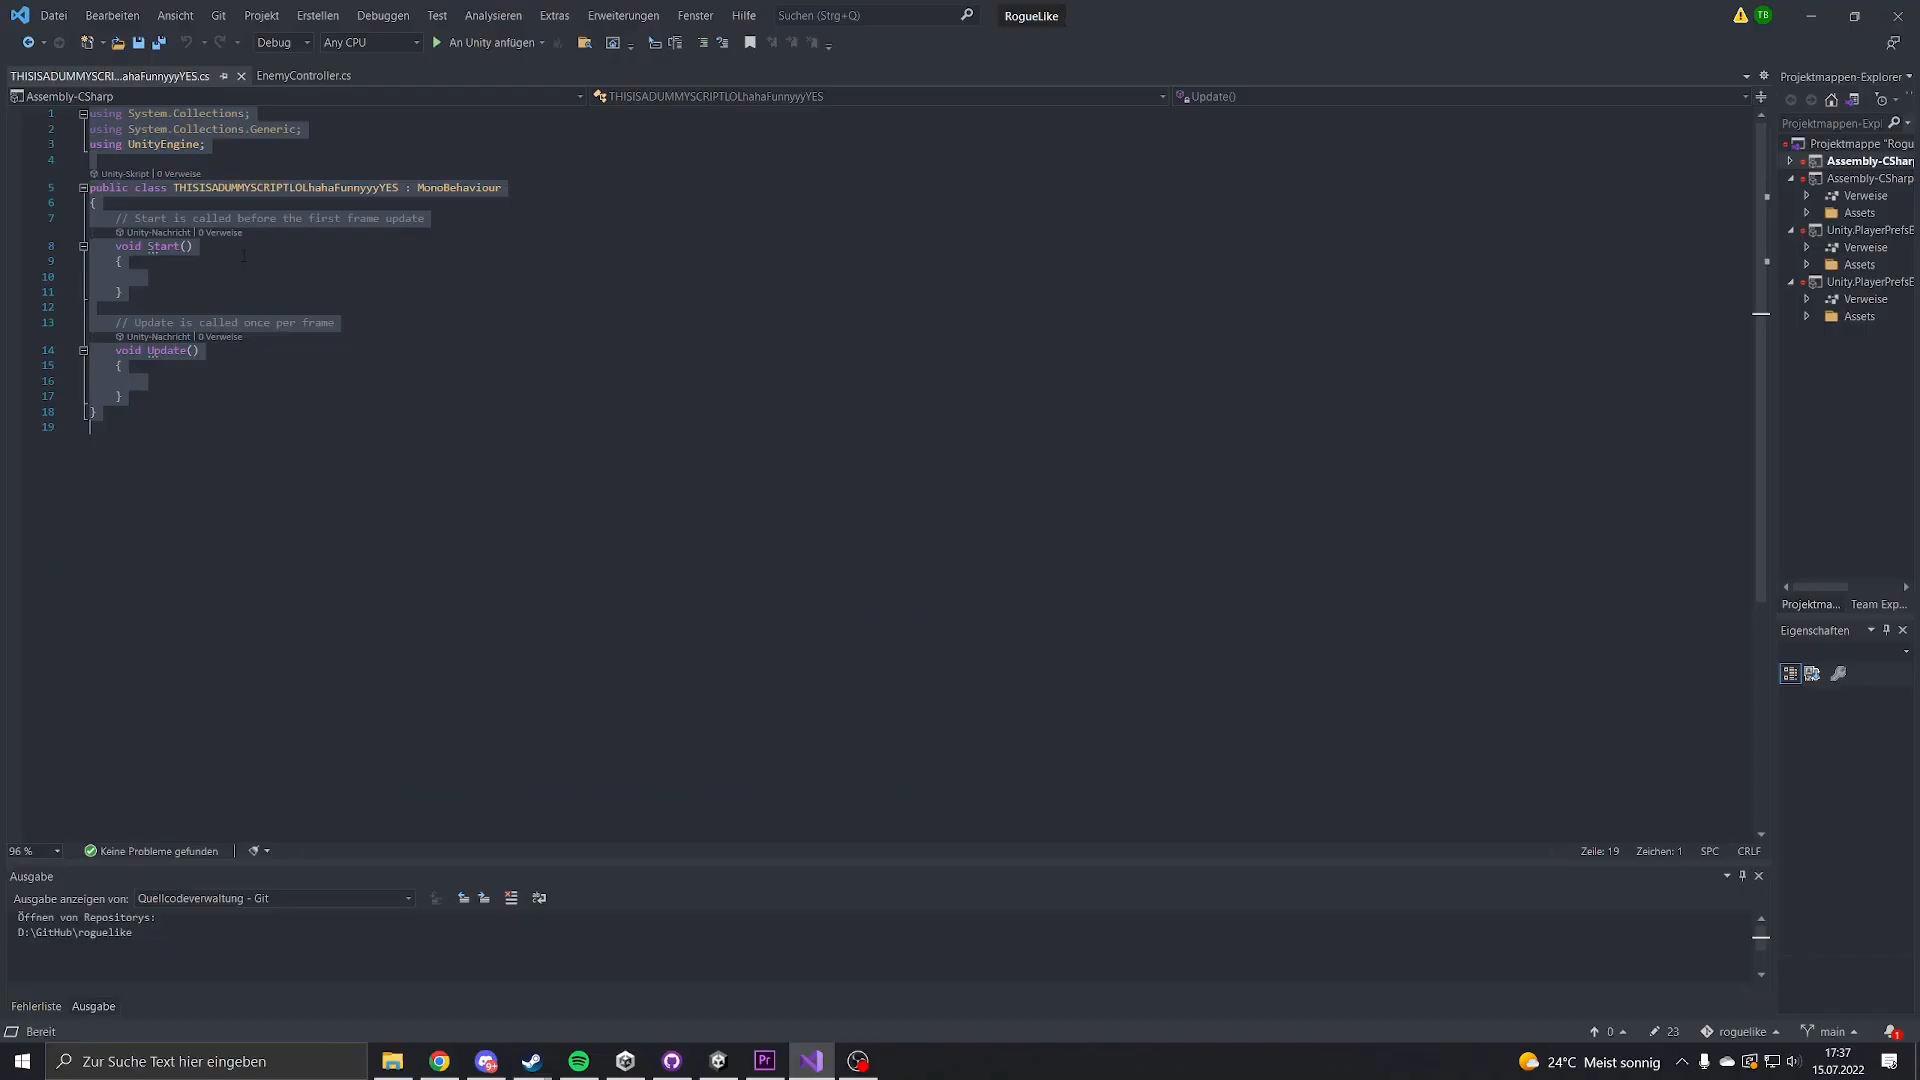 Datei Bearbeiten Ansicht Git Projekt Erstellen Debuggen Test Analysieren Extras Erweiterungen Fenster Hilfe Suchen (Strg+Q) RogueLike TB
Debug Any CPU An Unity anfügen
THISISADUMMYSCRI...ahaFunnyyyYES.cs EnemyController.cs
Assembly-CSharp THISISADUMMYSCRIPTLOLhahaFunnyyyYES Update()
1 using System.Collections;
2 using System.Collections.Generic;
3 using UnityEngine;
4
Unity-Skript | 0 Verweise
5 public class THISISADUMMYSCRIPTLOLhahaFunnyyyYES : MonoBehaviour
6 {
7 // Start is called before the first frame update
Unity-Nachricht | 0 Verweise
8 void Start()
9 {
10
11 }
12
13 // Update is called once per frame
Unity-Nachricht | 0 Verweise
14 void Update()
15 {
16
17 }
18 }
19
Projektmappen-Explorer
Projektmappen-Expl
Projektmappe "Rogu
Assembly-CShar
Assembly-CSharp
Verweise
Assets
Unity.PlayerPrefsE
Verweise
Assets
Unity.PlayerPrefsE
Verweise
Assets
Projektma... Team Exp...
Eigenschaften
96 % Keine Probleme gefunden Zeile: 19 Zeichen: 1 SPC CRLF
Ausgabe
Ausgabe anzeigen von: Quellcodeverwaltung - Git
Öffnen von Repositorys:
D:\GitHub\roguelike
Fehlerliste Ausgabe
Bereit 0 23 roguelike main 1
Zur Suche Text hier eingeben Pr 24°C Meist sonnig 17:37
15.07.2022